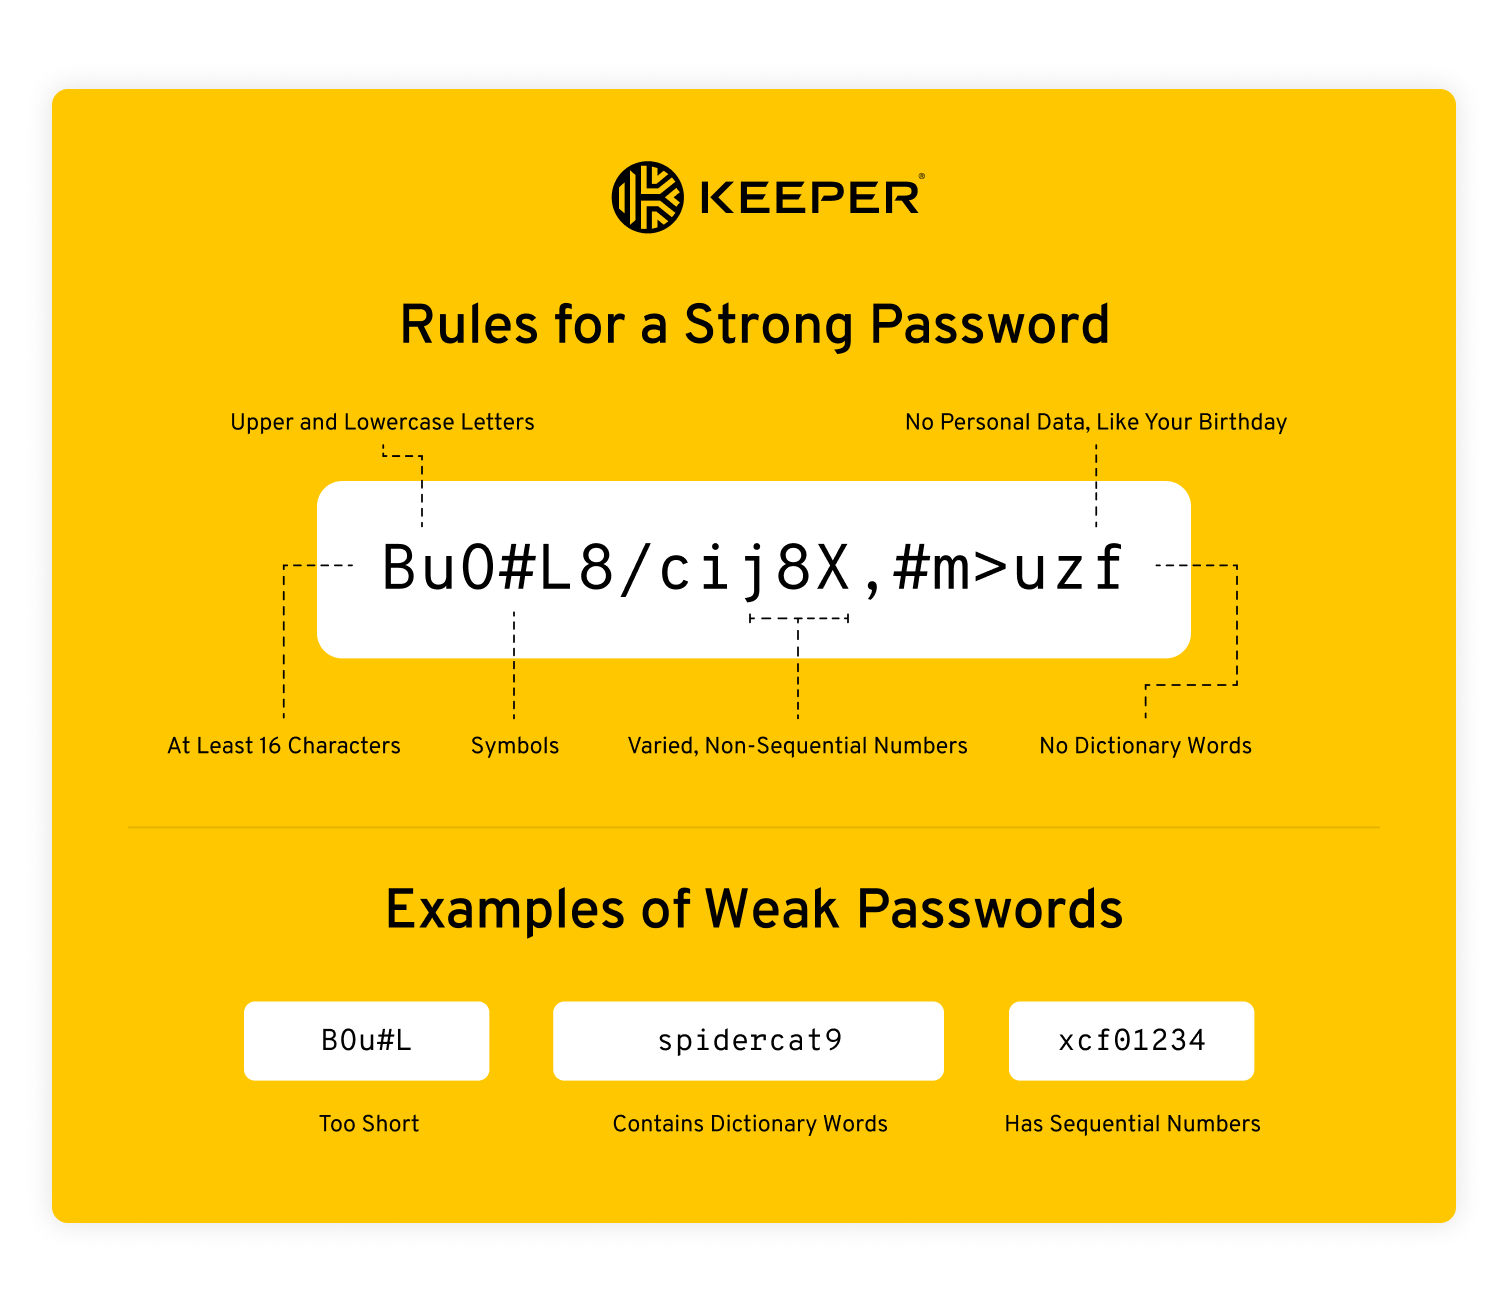 KEEPER®
Rules for a Strong Password
Upper and Lowercase Letters
No Personal Data, Like Your Birthday
BuO#L8/cij8X,#m>uzf
At Least 16 Characters
Symbols
Varied, Non-Sequential Numbers
No Dictionary Words
Examples of Weak Passwords
B0u#L
spidercat9
xcf01234
Too Short
Contains Dictionary Words
Has Sequential Numbers